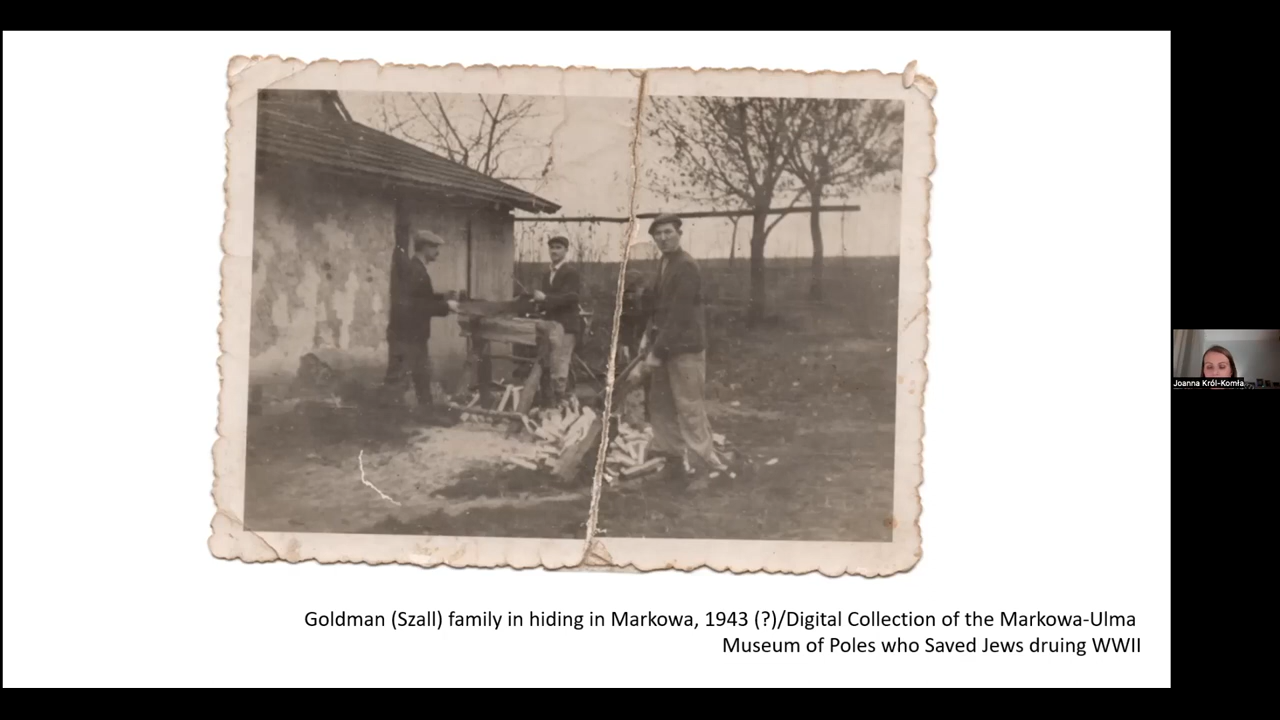 Joanna Król-Komła
Goldman (Szall) family in hiding in Markowa, 1943 (?)/Digital Collection of the Markowa-Ulma
Museum of Poles who Saved Jews druing WWII